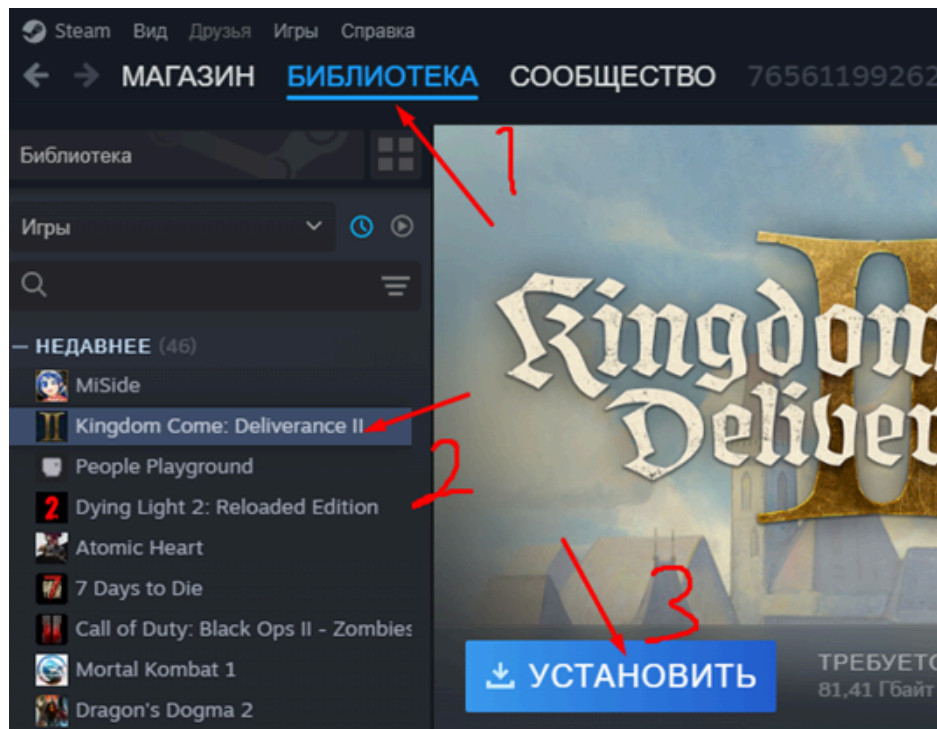 Steam Вид Друзья Игры Справка
МАГАЗИН БИБЛИОТЕКА СООБЩЕСТВО 76561199262
1
Библиотека
Игры
НЕДАВНЕЕ (46)
MiSide
Kingdom Come: Deliverance II
2
People Playground
Dying Light 2: Reloaded Edition
Atomic Heart
7 Days to Die
Call of Duty: Black Ops II - Zombies
Mortal Kombat 1
Dragon's Dogma 2
Kingdom
II
Deliver
3
УСТАНОВИТЬ
ТРЕБУЕТС
81,41 Гбайт